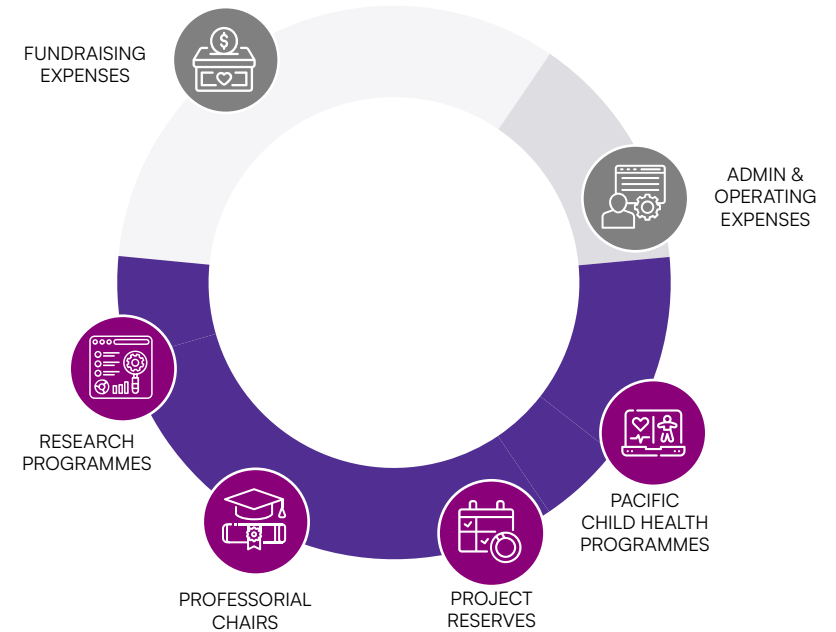 FUNDRAISING
EXPENSES
$
ADMIN &
OPERATING
EXPENSES
RESEARCH
PROGRAMMES
PACIFIC
CHILD HEALTH
PROGRAMMES
PROFESSORIAL
CHAIRS
PROJECT
RESERVES